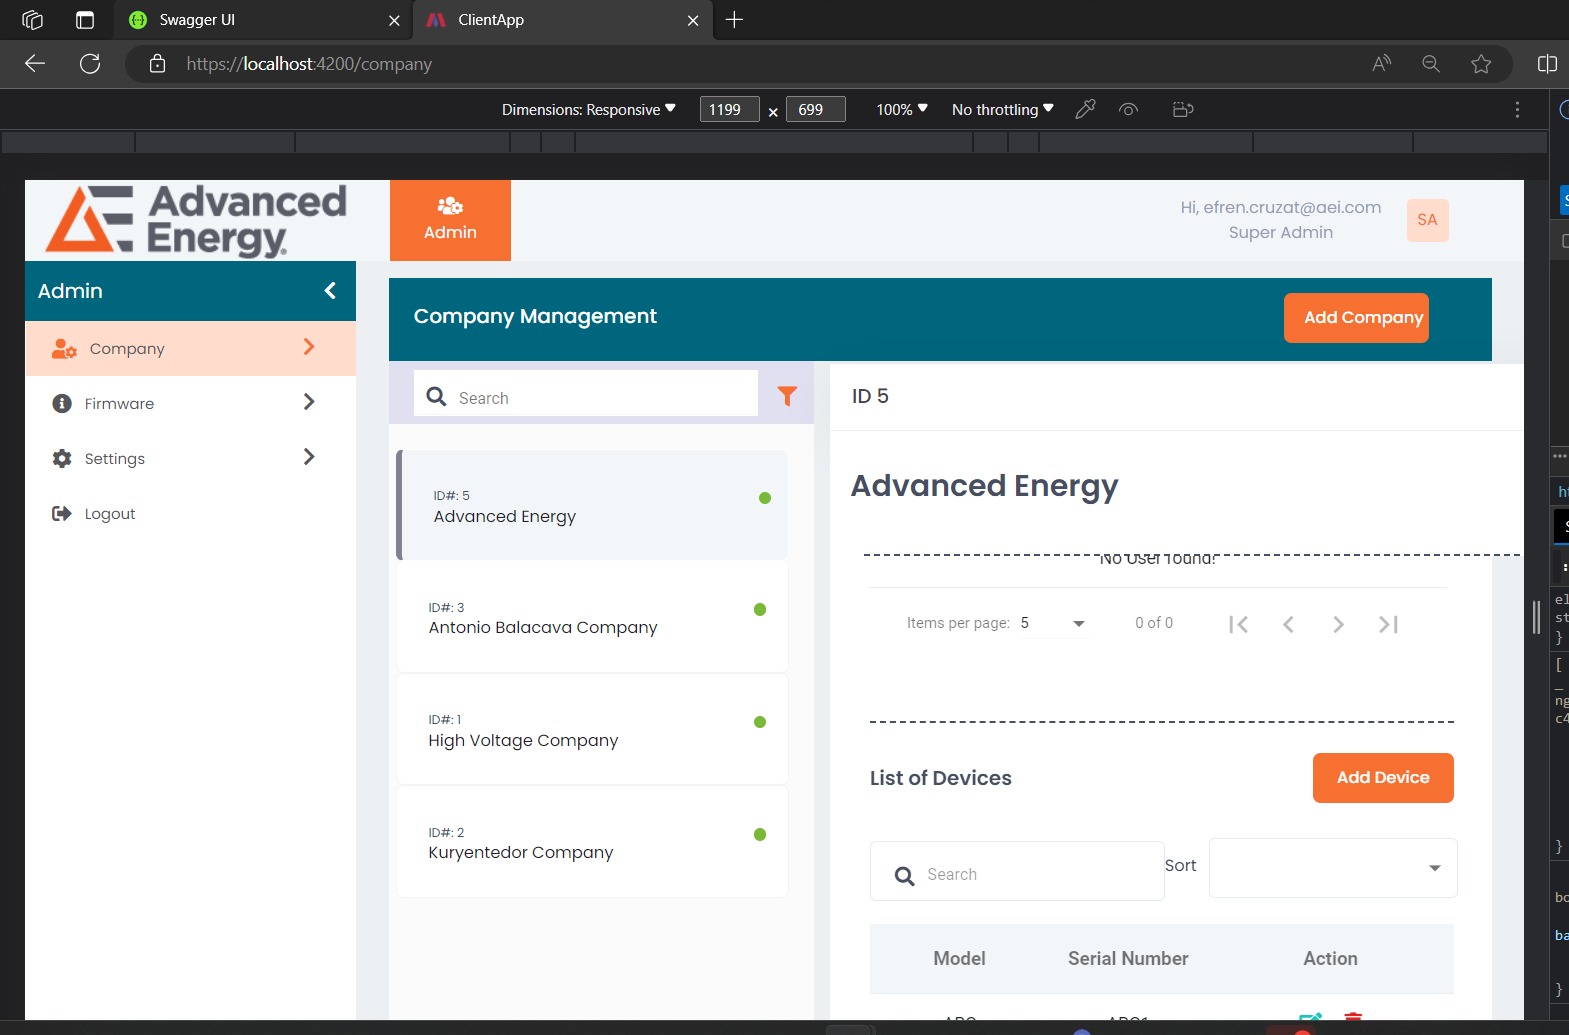 Swagger UI
ClientApp
https://localhost:4200/company
Dimensions: Responsive
1199 × 699
100%
No throttling
Advanced Energy
Admin
Hi, efren.cruzat@aei.com
Super Admin
SA
Admin
Company
Firmware
Settings
Logout
Company Management
Add Company
Search
ID#: 5
Advanced Energy
ID#: 3
Antonio Balacava Company
ID#: 1
High Voltage Company
ID#: 2
Kuryentedor Company
ID 5
Advanced Energy
No User found!
Items per page: 5
0 of 0
List of Devices
Add Device
Search
Sort
Model Serial Number Action